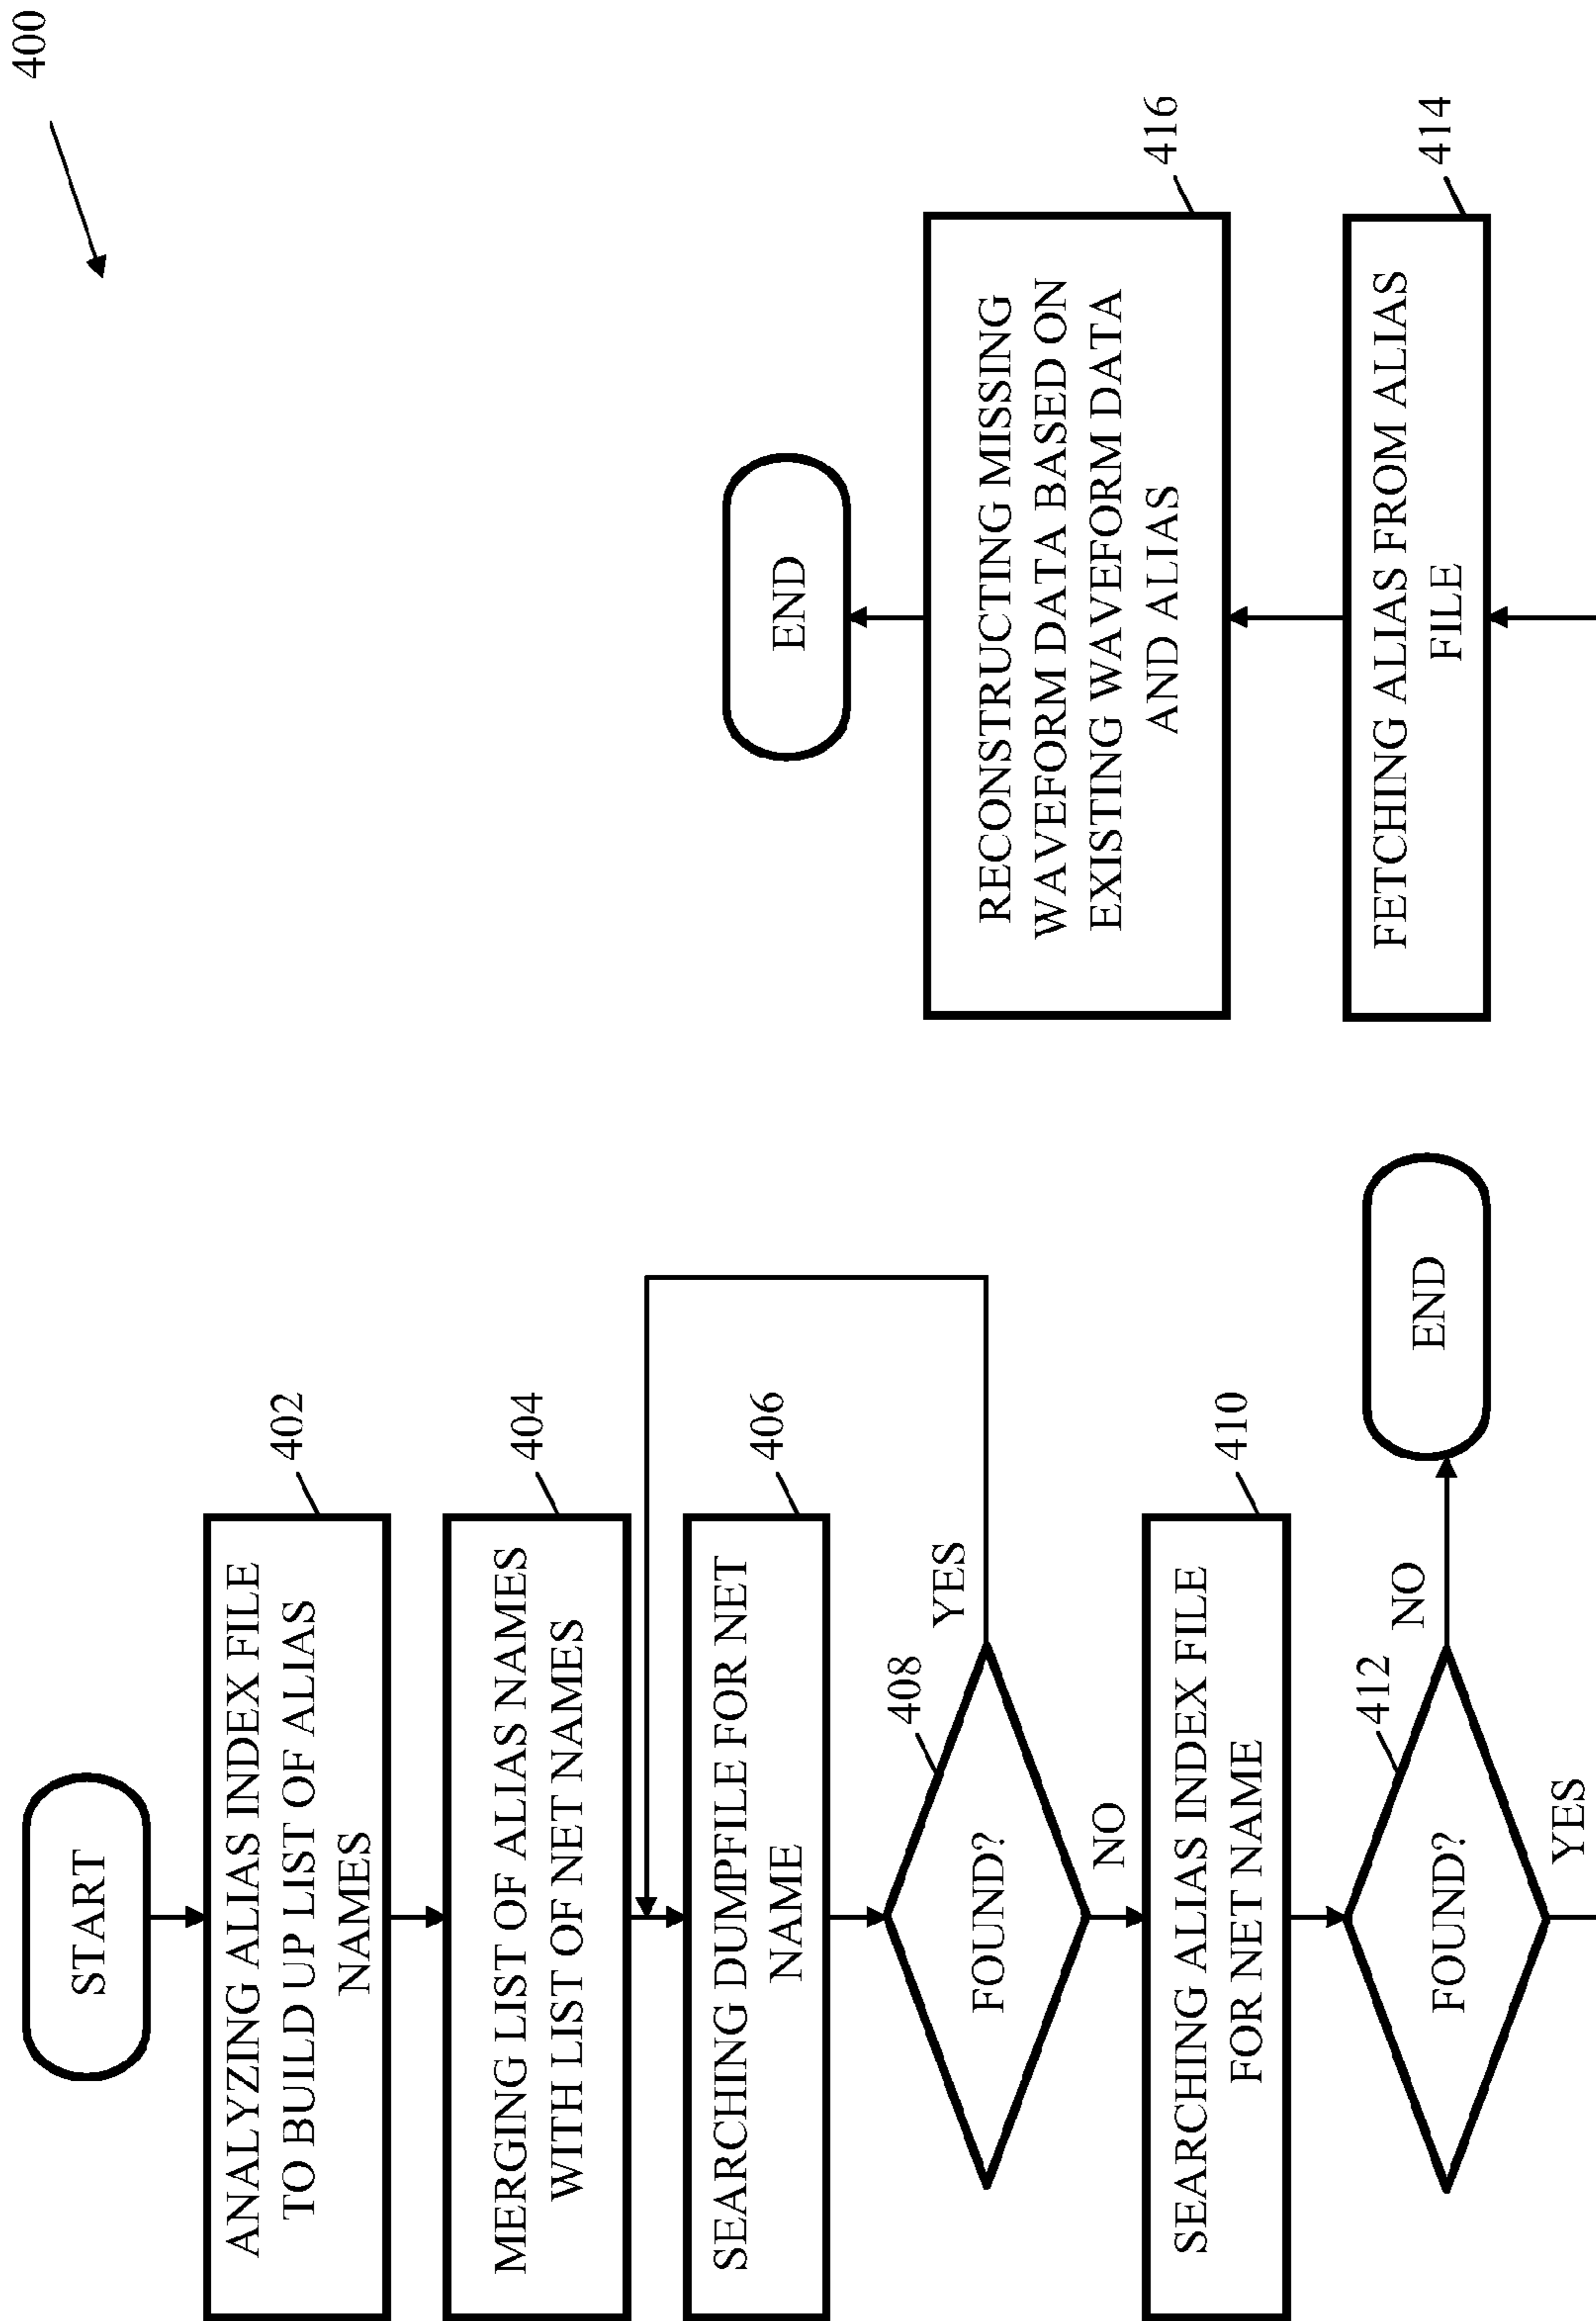 400
START
ANALYZING ALIAS INDEX FILE
TO BUILD UP LIST OF ALIAS
NAMES
402
MERGING LIST OF ALIAS NAMES
WITH LIST OF NET NAMES
404
SEARCHING DUMPFILE FOR NET
NAME
406
FOUND?
408
YES
NO
SEARCHING ALIAS INDEX FILE
FOR NET NAME
410
FOUND?
412
NO
END
YES
FETCHING ALIAS FROM ALIAS
FILE
414
RECONSTRUCTING MISSING
WAVEFORM DATA BASED ON
EXISTING WAVEFORM DATA
AND ALIAS
416
END